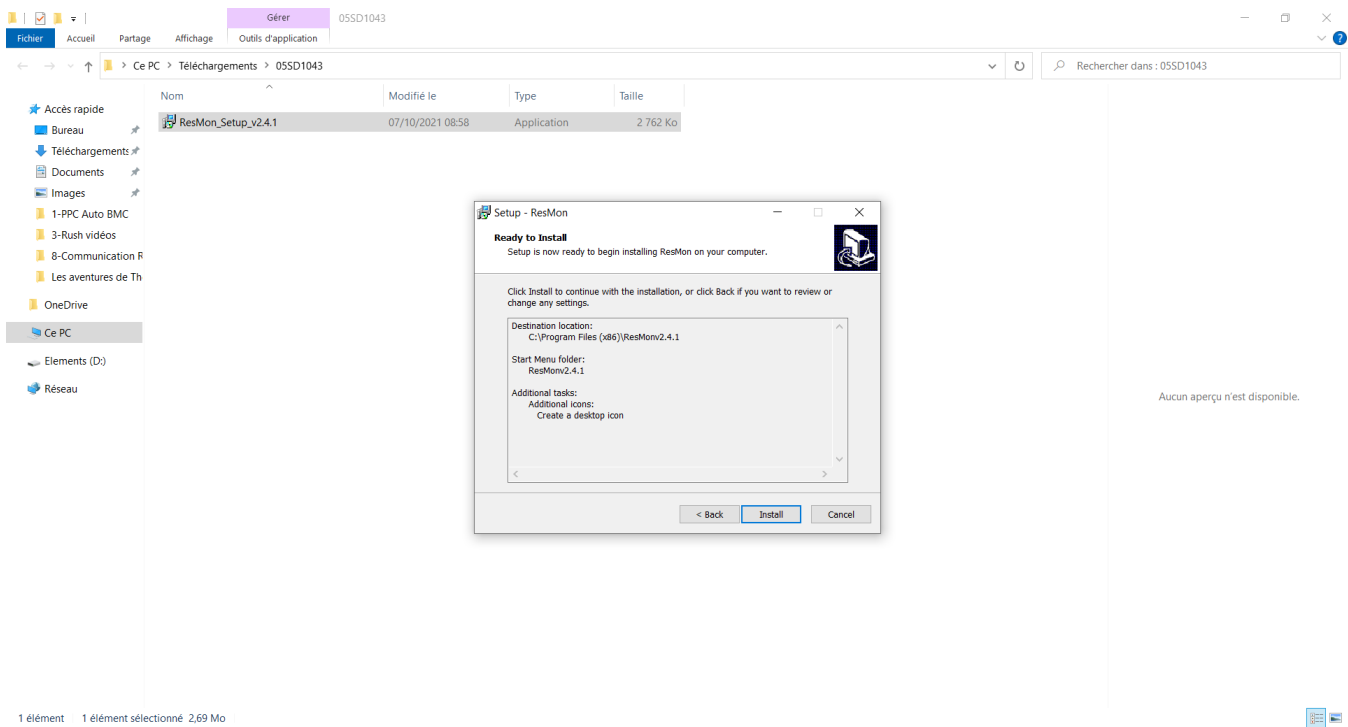 Gérer
05SD1043
Fichier
Accueil
Partage
Affichage
Outils d'application
Ce PC > Téléchargements > 05SD1043
Rechercher dans : 05SD1043
Nom
Modifié le
Type
Taille
ResMon_Setup_v2.4.1
07/10/2021 08:58
Application
2 762 Ko
Accès rapide
Bureau
Téléchargements
Documents
Images
1-PPC Auto BMC
3-Rush vidéos
8-Communication R
Les aventures de Th
OneDrive
Ce PC
Elements (D:)
Réseau
Setup - ResMon
Ready to Install
Setup is now ready to begin installing ResMon on your computer.
Click Install to continue with the installation, or click Back if you want to review or
change any settings.
Destination location:
C:\Program Files (x86)\ResMonv2.4.1
Start Menu folder:
ResMonv2.4.1
Additional tasks:
Additional icons:
Create a desktop icon
< Back
Install
Cancel
Aucun aperçu n'est disponible.
1 élément
1 élément sélectionné 2,69 Mo